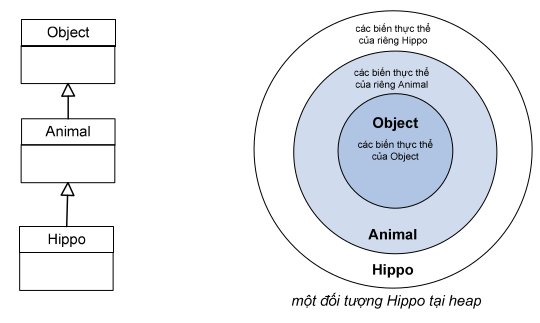 Object
Animal
Hippo
các biến thực thể
của riêng Hippo
các biến thực thể
của riêng Animal
Object
các biến thực thể
của Object
Animal
Hippo
một đối tượng Hippo tại heap